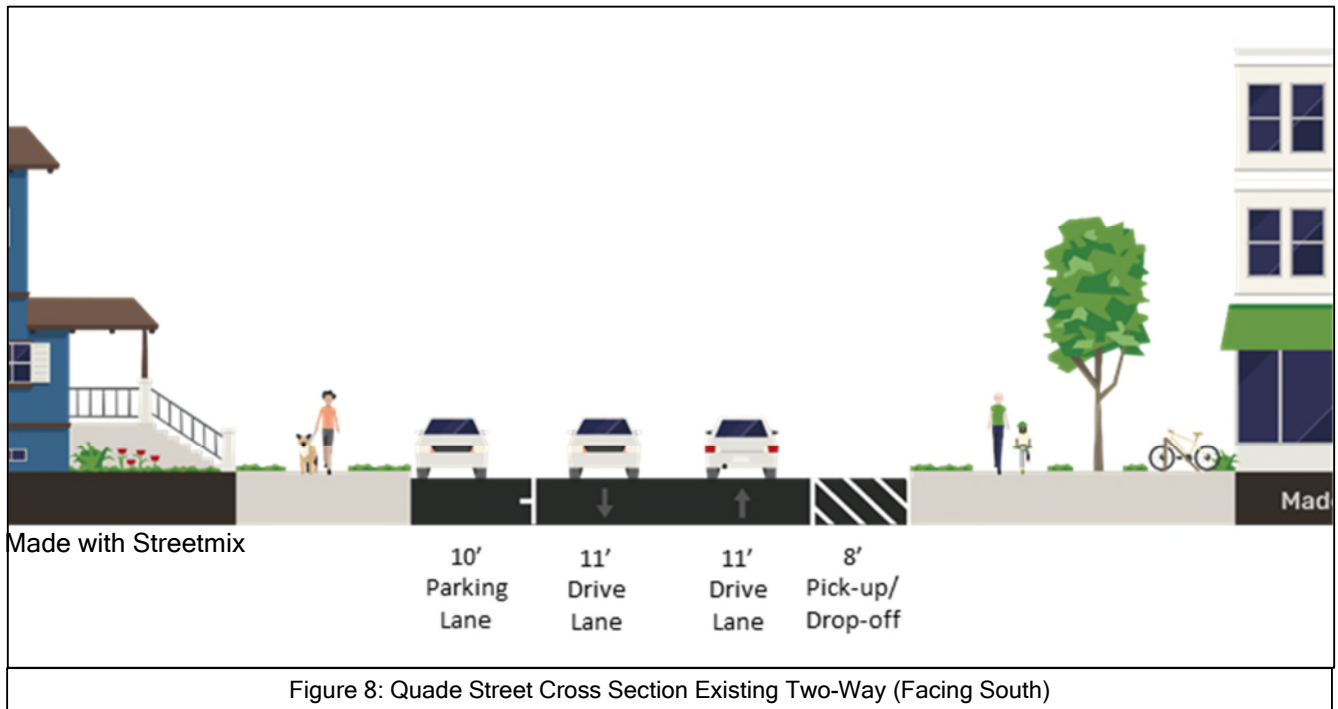 Mad
Made with Streetmix
10′
Parking
Lane
11′
Drive
Lane
11′
Drive
Lane
8′
Pick-up/
Drop-off
Figure 8: Quade Street Cross Section Existing Two-Way (Facing South)